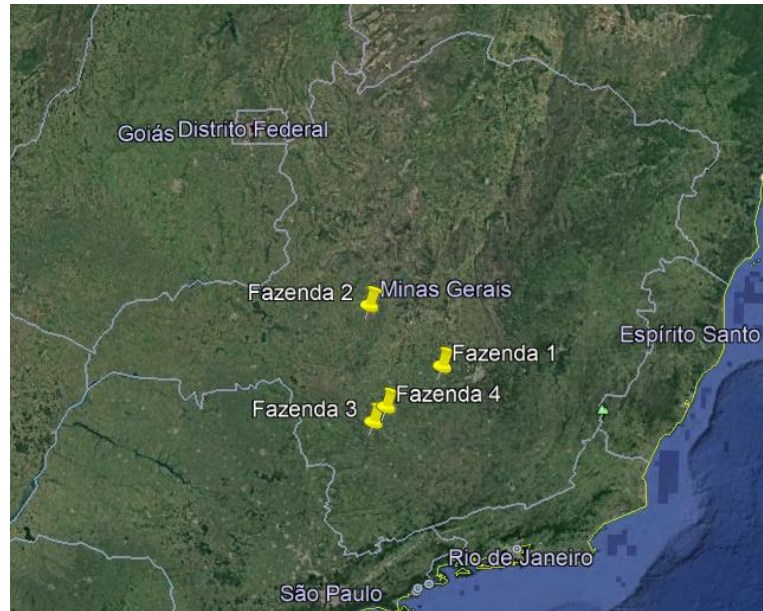 Goiás
Distrito Federal
Fazenda 2
Minas Gerais
Espírito Santo
Fazenda 1
Fazenda 4
Fazenda 3
Rio de Janeiro
São Paulo